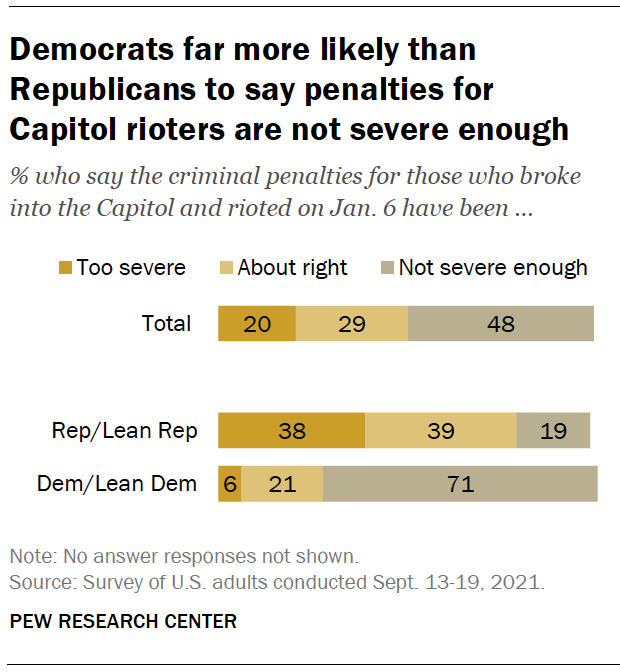 Democrats far more likely than
Republicans to say penalties for
Capitol rioters are not severe enough
% who say the criminal penalties for those who broke
into the Capitol and rioted on Jan. 6 have been ...
Too severe About right Not severe enough
Total 20 29 48
Rep/Lean Rep 38 39 19
Dem/Lean Dem 6 21 71
Note: No answer responses not shown.
Source: Survey of U.S. adults conducted Sept. 13-19, 2021.
PEW RESEARCH CENTER